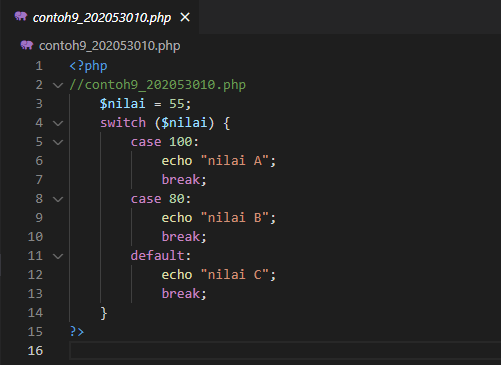 contoh9_202053010.php ×
contoh9_202053010.php
1 <?php
2 //contoh9_202053010.php
3 $nilai = 55;
4 switch ($nilai) {
5 case 100:
6 echo "nilai A";
7 break;
8 case 80:
9 echo "nilai B";
10 break;
11 default:
12 echo "nilai C";
13 break;
14 }
15 ?>
16